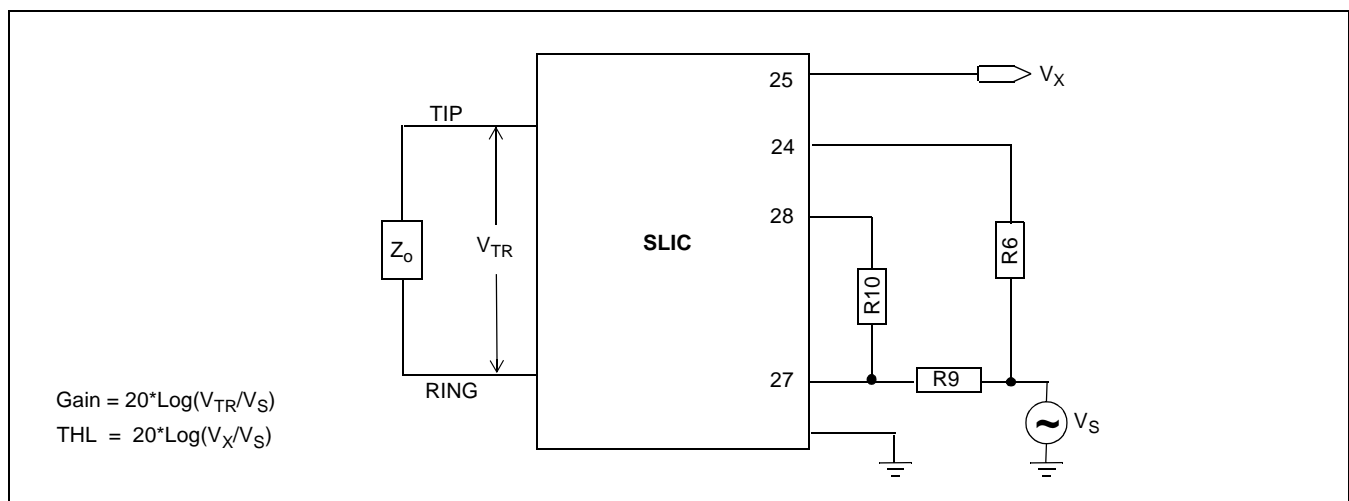 25
V_X
TIP
24
28
Z_o
V_TR
SLIC
R6
R10
27
R9
RING
Gain = 20*Log(V_TR/V_S)
THL = 20*Log(V_X/V_S)
~
V_S